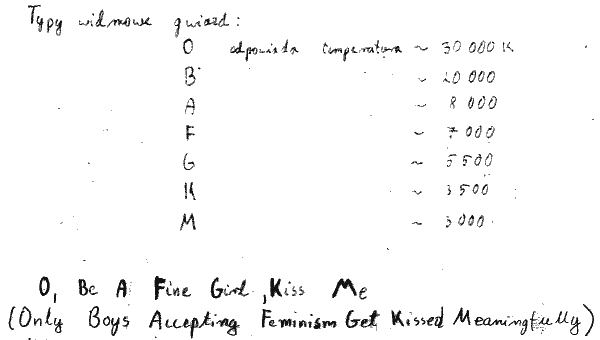 Typy widmowe gwiazd:
O odpowiada temperatura ~ 30 000 K
B ~ 20 000
A ~ 8 000
F ~ 7 000
G ~ 5 500
K ~ 3 500
M ~ 3 000
O, Be A Fine Girl, Kiss Me
(Only Boys Accepting Feminism Get Kissed Meaningfully)